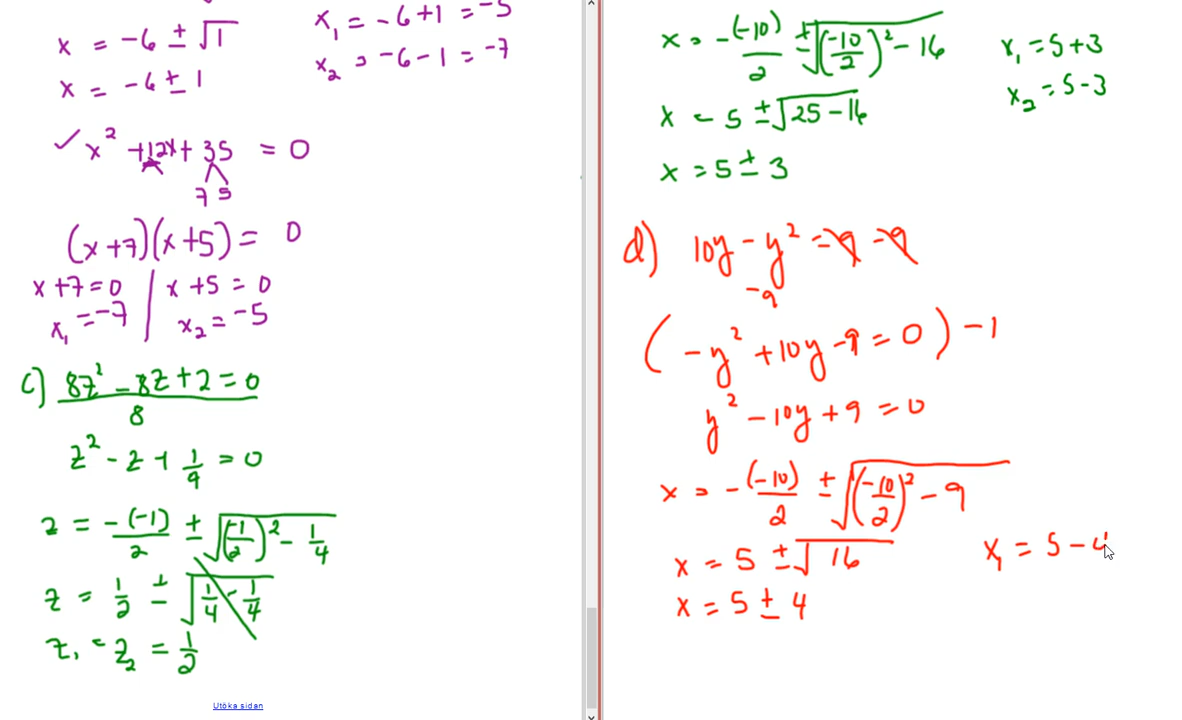 x = -6 ± √1
x₁ = -6+1 = -5
x = -6 ± 1
x₂ = -6-1 = -7
✓ x² +12x+ 35 = 0
7 5
(x+7)(x+5) = 0
x+7=0 | x+5=0
x₁ = -7 | x₂ = -5
c) 8z² - 8z + 2 = 0
8
z² - z + 1/4 = 0
z = -(-1)/2 ± √(-1/2)² - 1/4
z = 1/2 ± √1/4 - 1/4
z₁ = z₂ = 1/2
Utöka sidan
x = -(-10)/2 ± √(-10/2)² - 16
x₁ = 5+3
x₂ = 5-3
x = 5 ± √25-16
x = 5 ± 3
d) 10y - y² = 9 -9
-9
(-y² + 10y - 9 = 0) -1
y² - 10y + 9 = 0
x = -(-10)/2 ± √(-10/2)² - 9
x = 5 ± √16
x₁ = 5-4
x = 5 ± 4